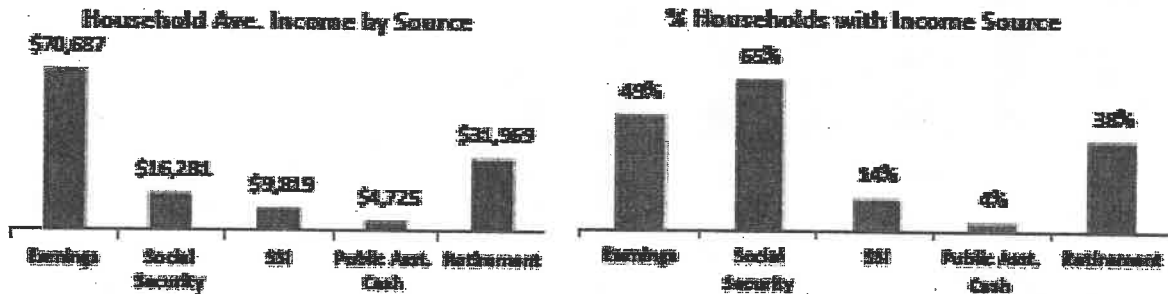 Household Ave. Income by Source
$70,687
$16,281
$9,819
$4,725
$31,969
Earnings
Social
Security
SSI
Public Asst.
Cash
Retirement
% Households with Income Source
49%
65%
14%
4%
38%
Earnings
Social
Security
SSI
Public Asst.
Cash
Retirement